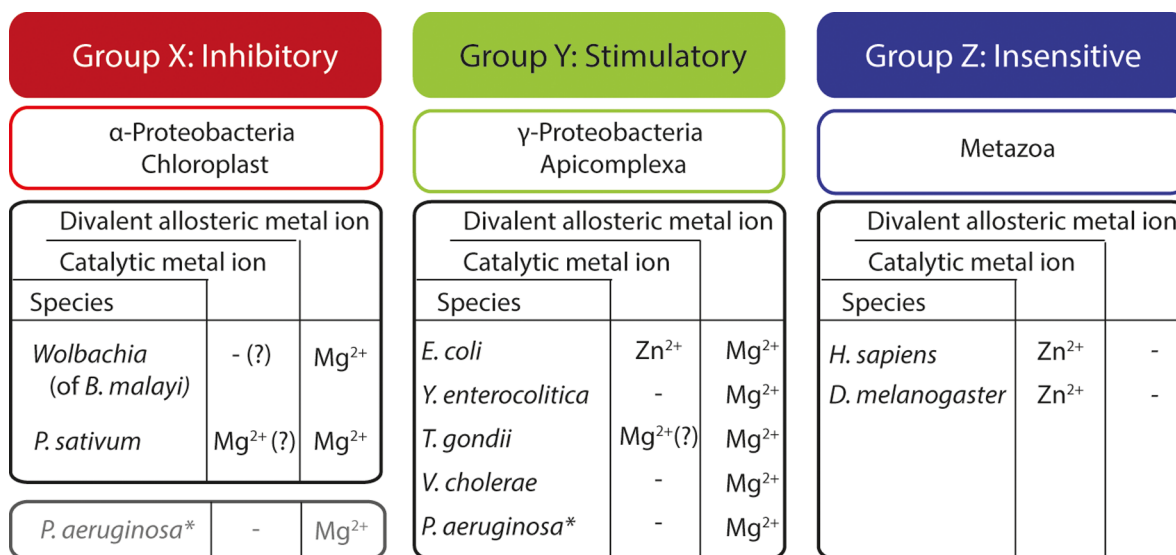 Group X: Inhibitory
α-Proteobacteria
Chloroplast
Divalent allosteric metal ion
Catalytic metal ion
Species
Wolbachia - (?) Mg²⁺
(of B. malayi)
P. sativum Mg²⁺ (?) Mg²⁺
P. aeruginosa* - Mg²⁺
Group Y: Stimulatory
γ-Proteobacteria
Apicomplexa
Divalent allosteric metal ion
Catalytic metal ion
Species
E. coli Zn²⁺ Mg²⁺
Y. enterocolitica - Mg²⁺
T. gondii Mg²⁺(?) Mg²⁺
V. cholerae - Mg²⁺
P. aeruginosa* - Mg²⁺
Group Z: Insensitive
Metazoa
Divalent allosteric metal ion
Catalytic metal ion
Species
H. sapiens Zn²⁺ -
D. melanogaster Zn²⁺ -